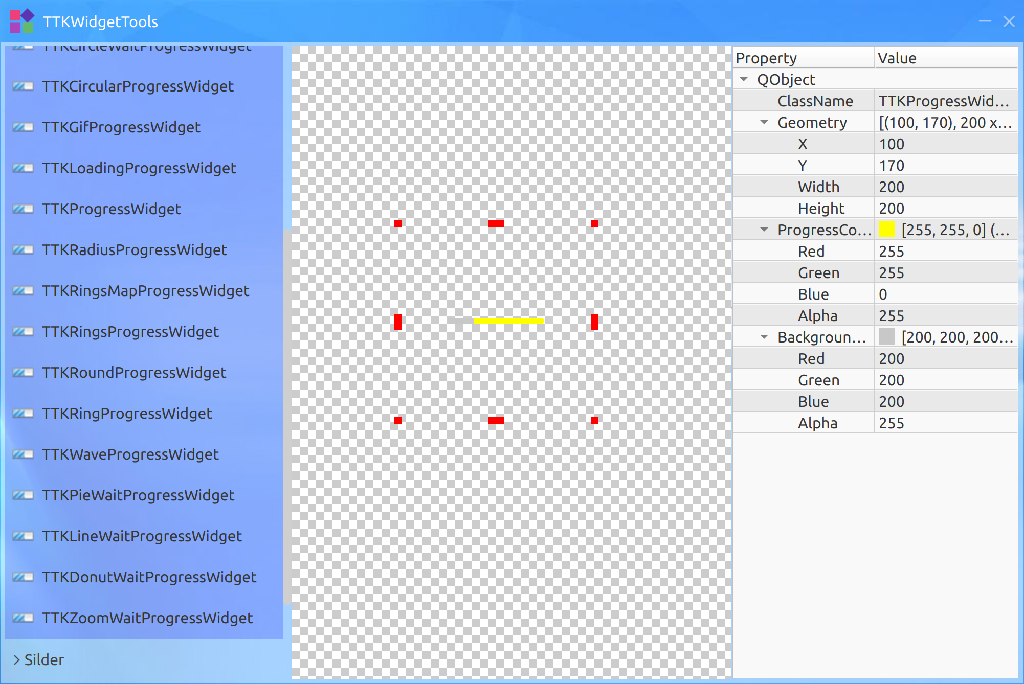 TTKWidgetTools
TTKCircleWaitProgressWidget
TTKCircularProgressWidget
TTKGifProgressWidget
TTKLoadingProgressWidget
TTKProgressWidget
TTKRadiusProgressWidget
TTKRingsMapProgressWidget
TTKRingsProgressWidget
TTKRoundProgressWidget
TTKRingProgressWidget
TTKWaveProgressWidget
TTKPieWaitProgressWidget
TTKLineWaitProgressWidget
TTKDonutWaitProgressWidget
TTKZoomWaitProgressWidget
Silder
Property Value
QObject
ClassName TTKProgressWid...
Geometry [(100, 170), 200 x...
X 100
Y 170
Width 200
Height 200
ProgressCo... [255, 255, 0] (...
Red 255
Green 255
Blue 0
Alpha 255
Backgroun... [200, 200, 200...
Red 200
Green 200
Blue 200
Alpha 255